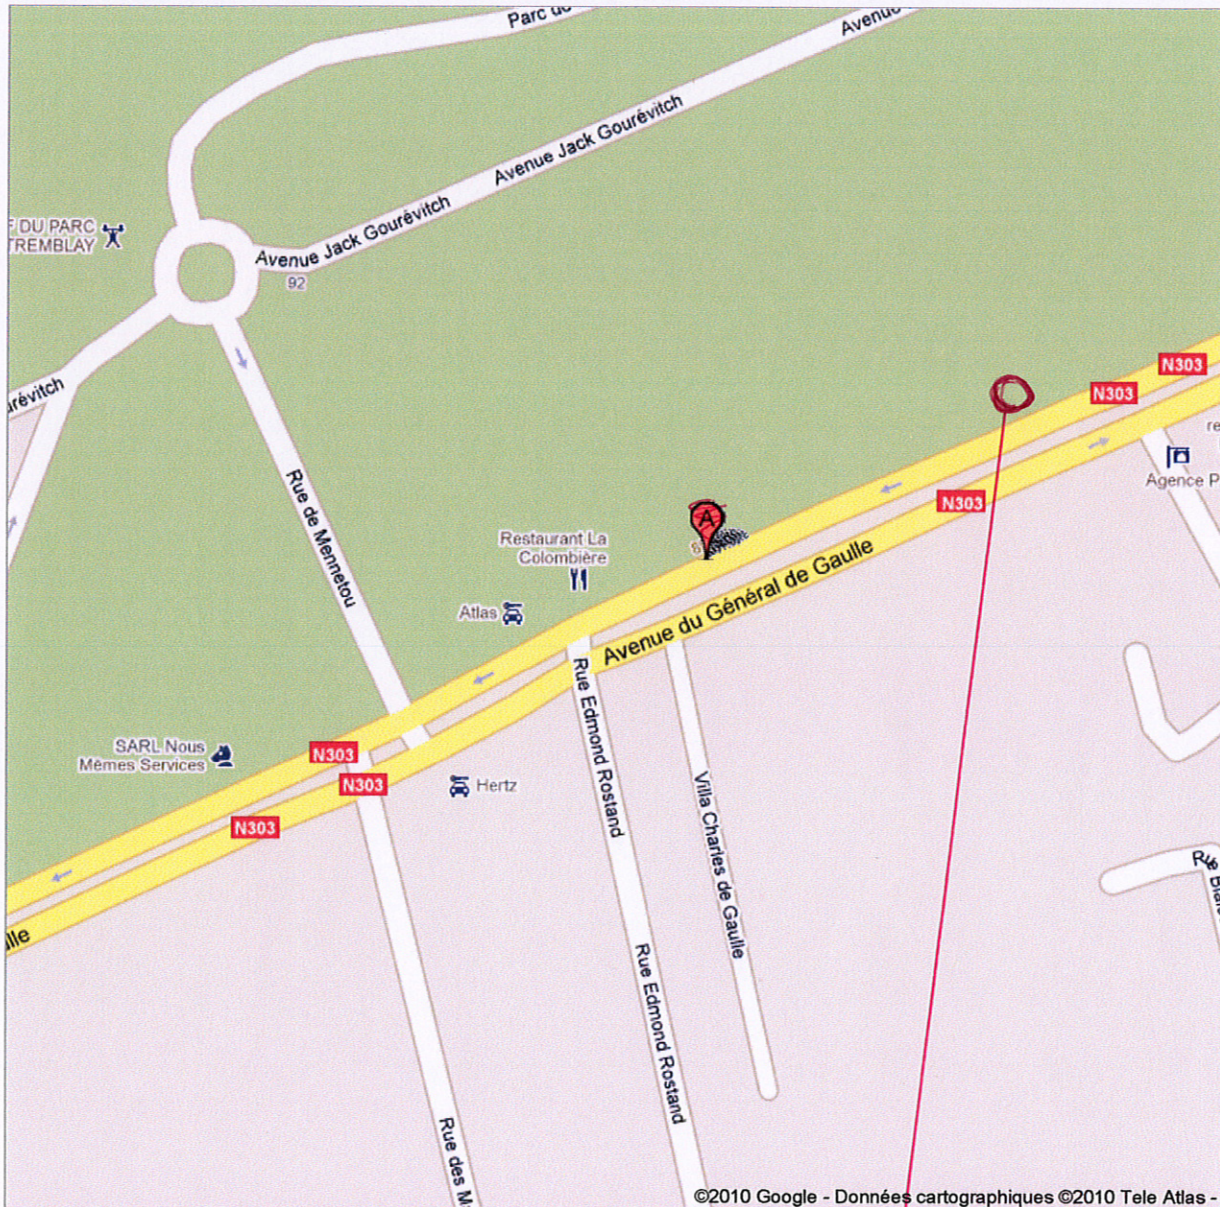 Parc du
Avenue
Avenue Jack Gourévitch
Avenue Jack Gourévitch
F DU PARC
TREMBLAY
92
urévitch
N303
N303
re
Agence P
N303
Rue de Mennetou
Restaurant La
Colombière
A
Atlas
Avenue du Général de Gaulle
SARL Nous
Mêmes Services
N303
N303
N303
Hertz
Rue Edmond Rostand
Villa Charles de Gaulle
Rue
ulle
Rue Edmond Rostand
Rue des M
©2010 Google - Données cartographiques ©2010 Tele Atlas -